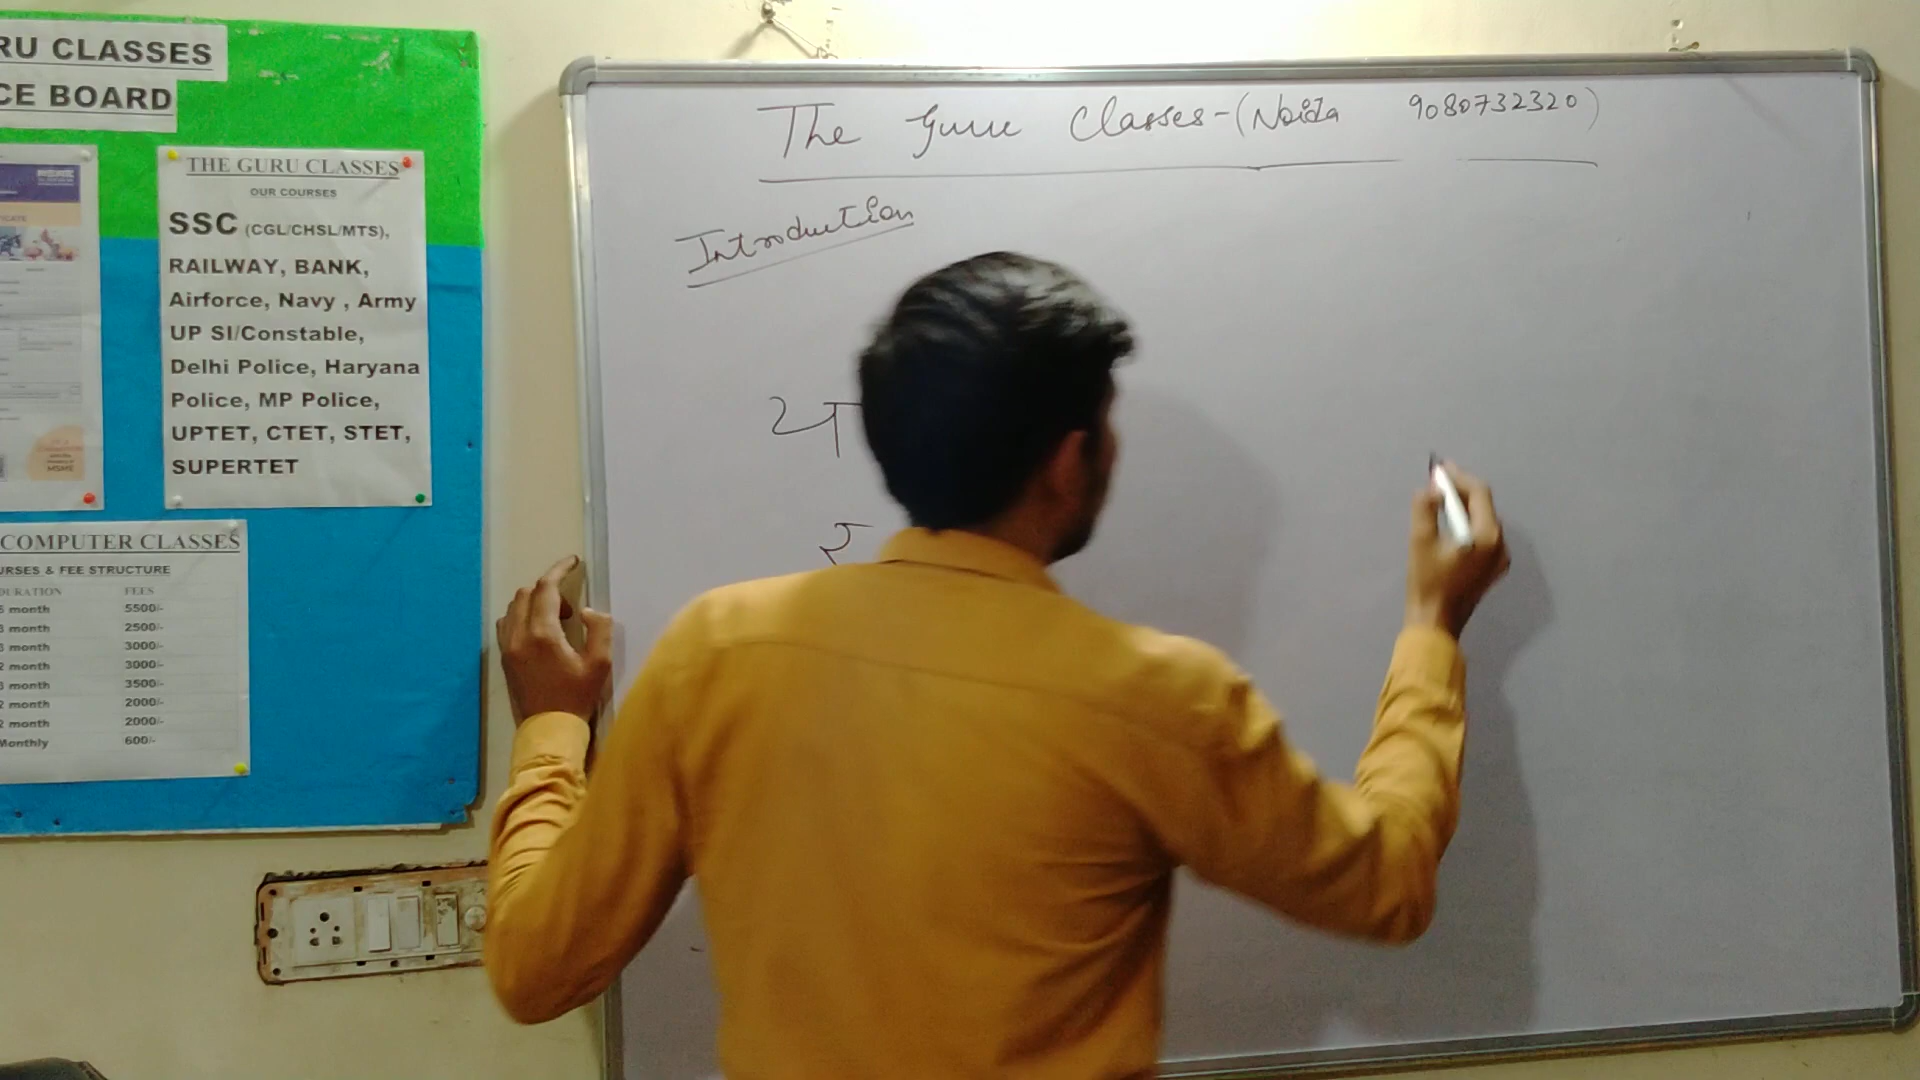 RU CLASSES
CE BOARD
THE GURU CLASSES
OUR COURSES
SSC (CGL/CHSL/MTS),
RAILWAY, BANK,
Airforce, Navy , Army
UP SI/Constable,
Delhi Police, Haryana
Police, MP Police,
UPTET, CTET, STET,
SUPERTET
COMPUTER CLASSES
URSES & FEE STRUCTURE
DURATION FEES
month 5500/-
month 2500/-
month 3000/-
month 3000/-
month 3500/-
month 2000/-
month 2000/-
Monthly 600/-
The Guru Classes-(Noida 9080732320)
Introduction